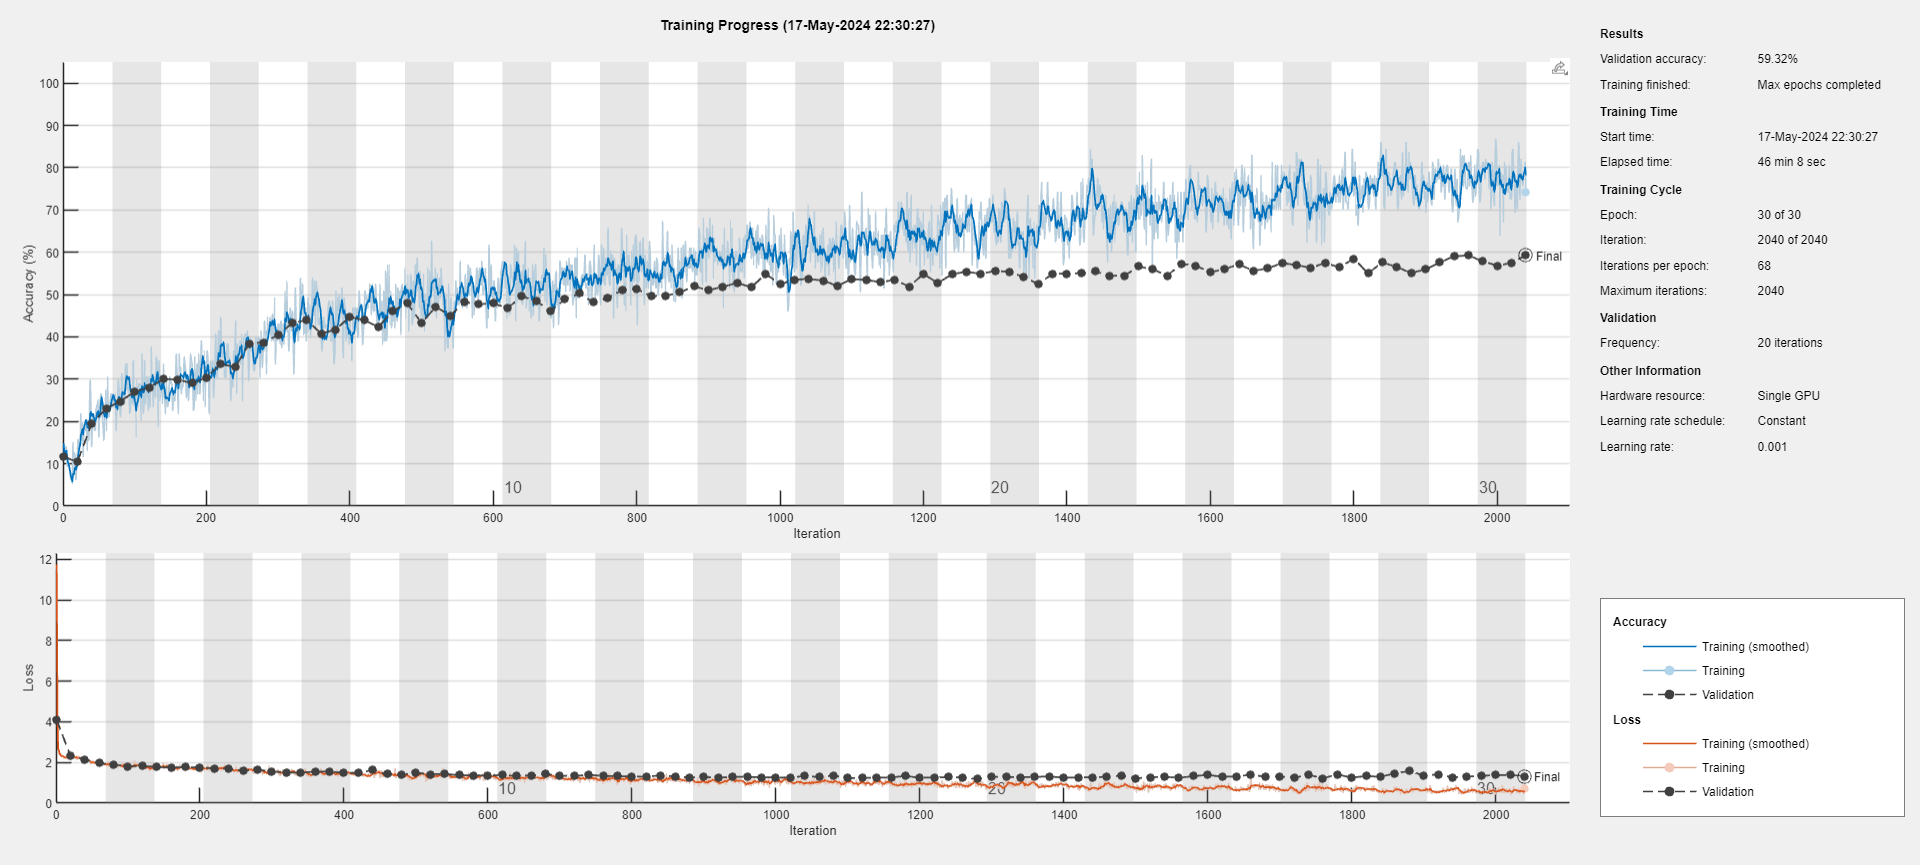 Training Progress (17-May-2024 22:30:27)
Accuracy (%)
100
90
80
70
60
50
40
30
20
10
0
Final
10
20
30
0 200 400 600 800 1000 1200 1400 1600 1800 2000
Iteration
Loss
12
10
8
6
4
2
0
Final
10
20
30
0 200 400 600 800 1000 1200 1400 1600 1800 2000
Iteration
Results
Validation accuracy: 59.32%
Training finished: Max epochs completed
Training Time
Start time: 17-May-2024 22:30:27
Elapsed time: 46 min 8 sec
Training Cycle
Epoch: 30 of 30
Iteration: 2040 of 2040
Iterations per epoch: 68
Maximum iterations: 2040
Validation
Frequency: 20 iterations
Other Information
Hardware resource: Single GPU
Learning rate schedule: Constant
Learning rate: 0.001
Accuracy
Training (smoothed)
Training
Validation
Loss
Training (smoothed)
Training
Validation